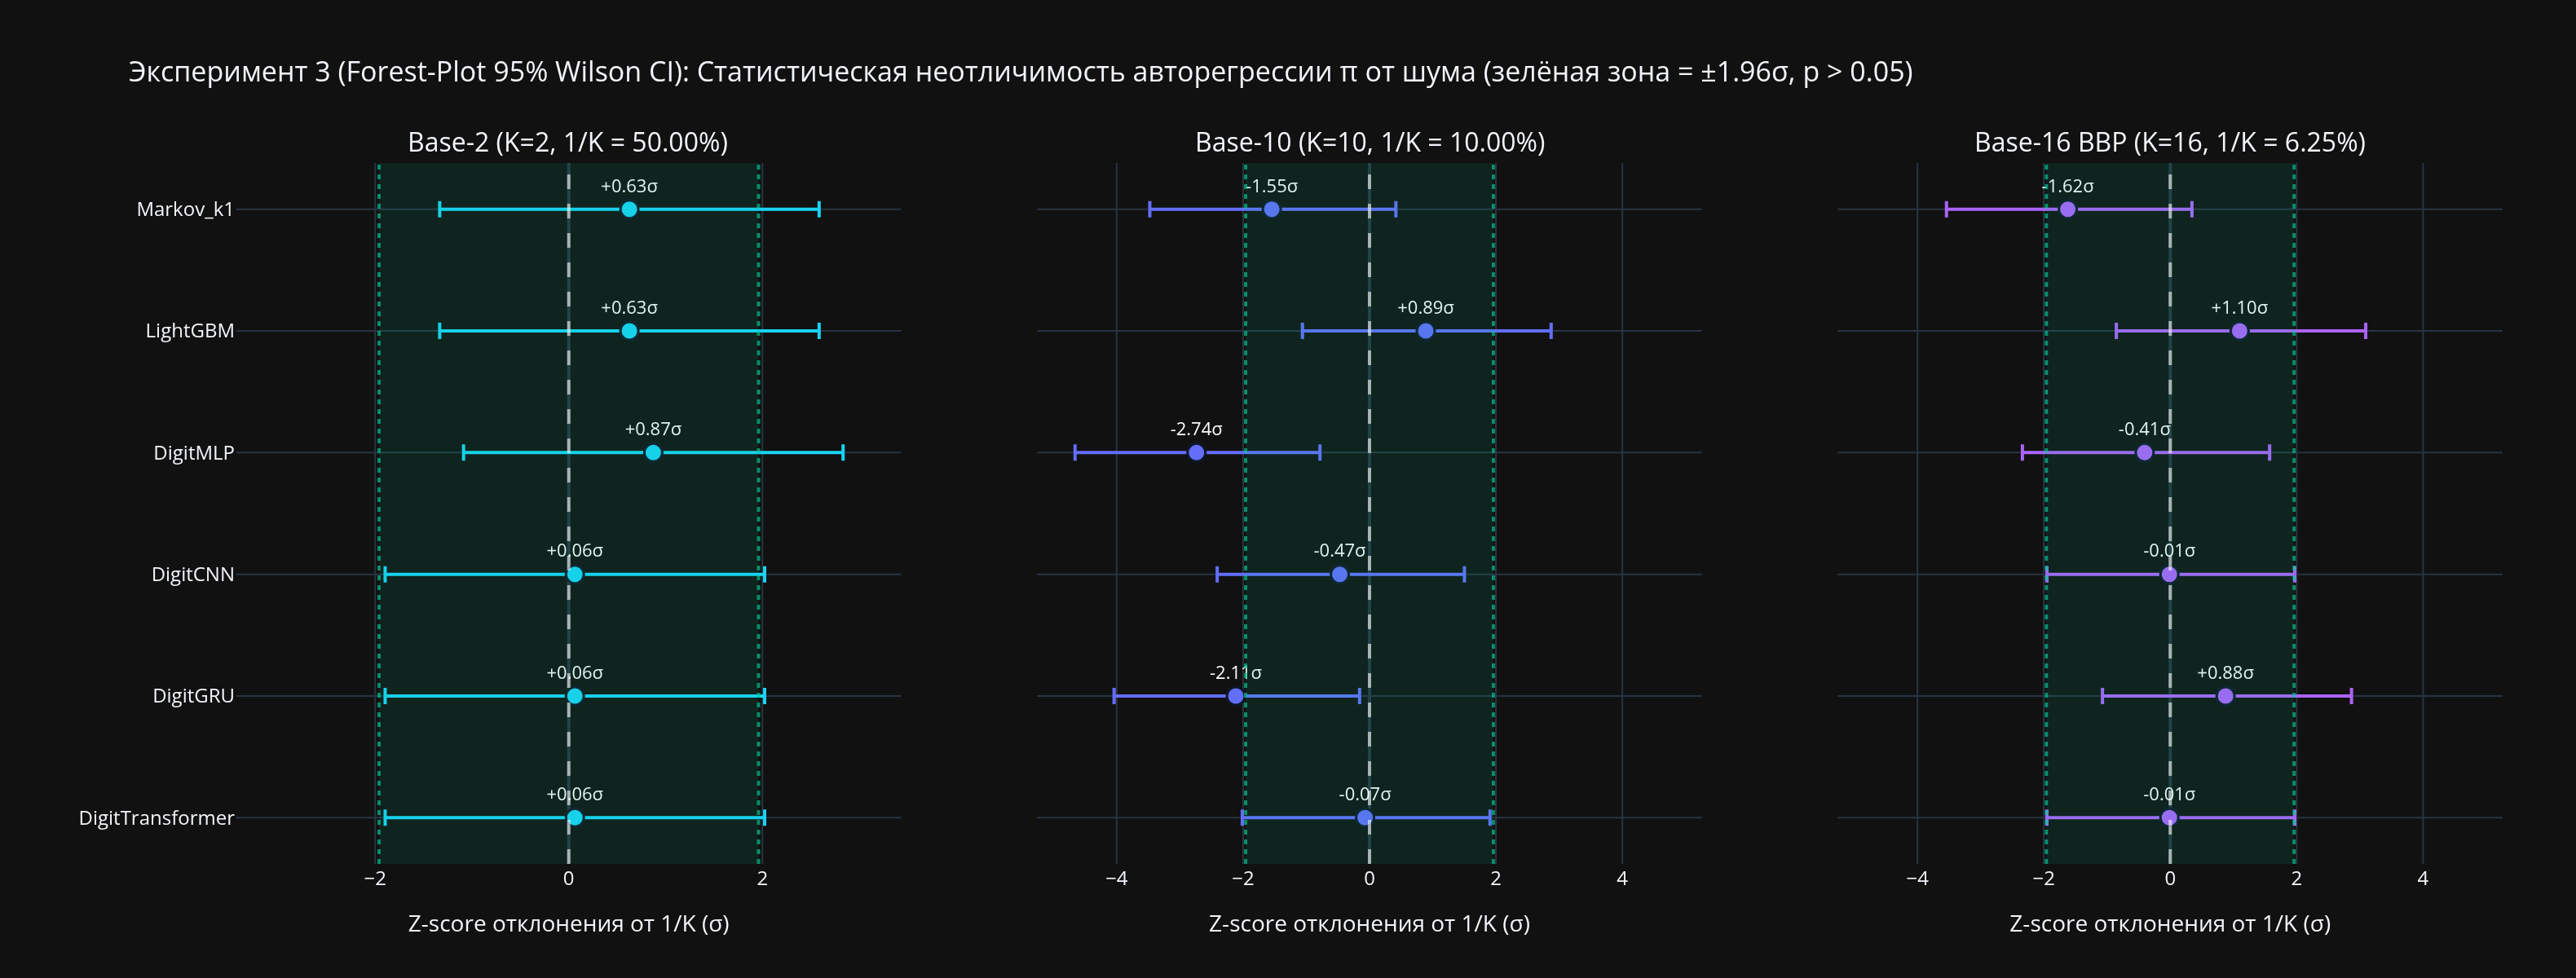 Эксперимент 3 (Forest-Plot 95% Wilson CI): Статистическая неотличимость авторегрессии π от шума (зелёная зона = ±1.96σ, p > 0.05)
Base-2 (K=2, 1/K = 50.00%)
Base-10 (K=10, 1/K = 10.00%)
Base-16 BBP (K=16, 1/K = 6.25%)
Markov_k1
+0.63σ
-1.55σ
-1.62σ
LightGBM
+0.63σ
+0.89σ
+1.10σ
DigitMLP
+0.87σ
-2.74σ
-0.41σ
DigitCNN
+0.06σ
-0.47σ
-0.01σ
DigitGRU
+0.06σ
-2.11σ
+0.88σ
DigitTransformer
+0.06σ
-0.07σ
-0.01σ
−2 0 2
−4 −2 0 2 4
−4 −2 0 2 4
Z-score отклонения от 1/K (σ)
Z-score отклонения от 1/K (σ)
Z-score отклонения от 1/K (σ)